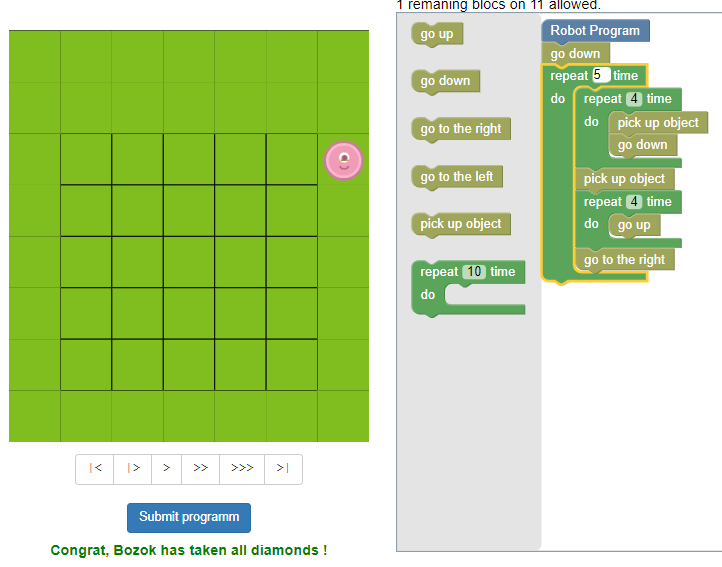 1 remaning blocs on 11 allowed.
go up
go down
go to the right
go to the left
pick up object
repeat 10 time
do
Robot Program
go down
repeat 5 time
do
repeat 4 time
do
pick up object
go down
pick up object
repeat 4 time
do
go up
go to the right
|< |> > >> >>> >|
Submit programm
Congrat, Bozok has taken all diamonds !